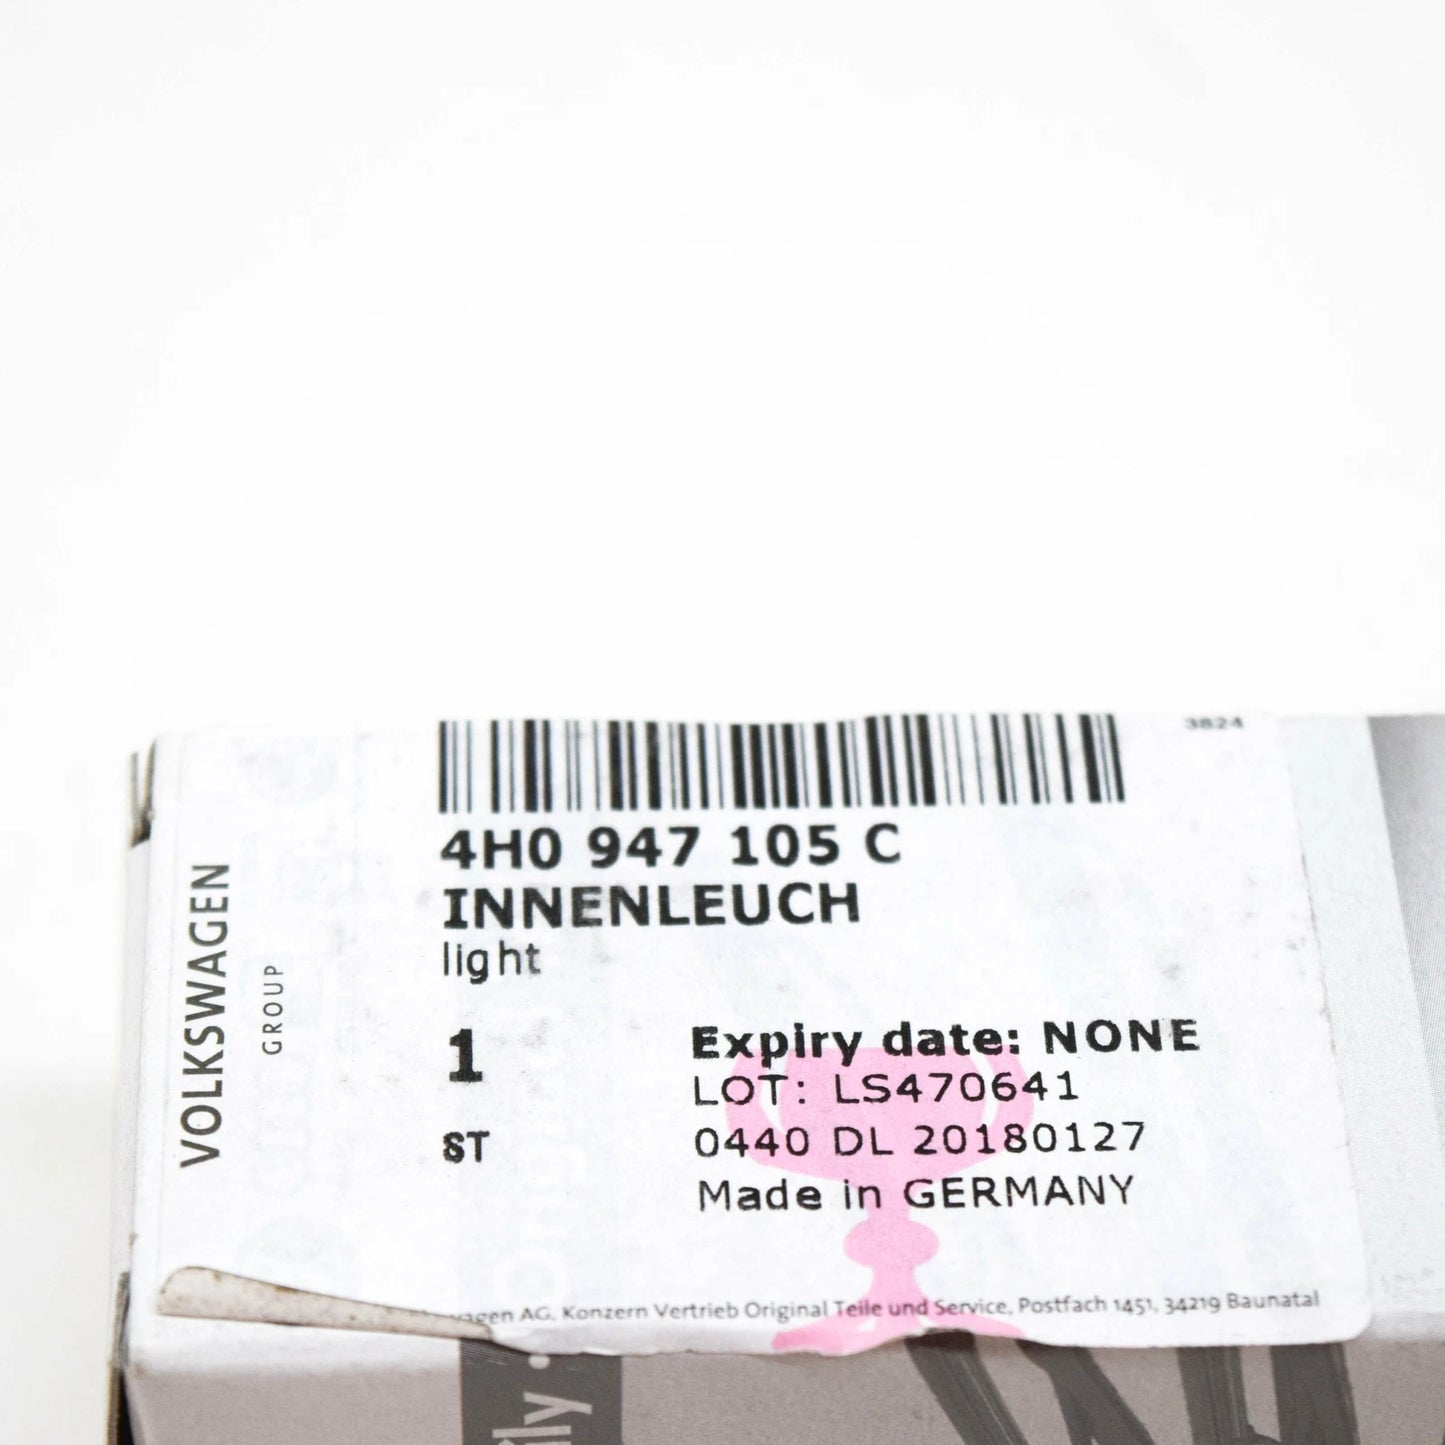 3824
4H0 947 105 C
INNENLEUCH
light
VOLKSWAGEN
GROUP
1
ST
Expiry date: NONE
LOT: LS470641
0440 DL 20180127
Made in GERMANY
AG, Konzern Vertrieb Original Teile und Service, Postfach 1451, 34219 Baunatal